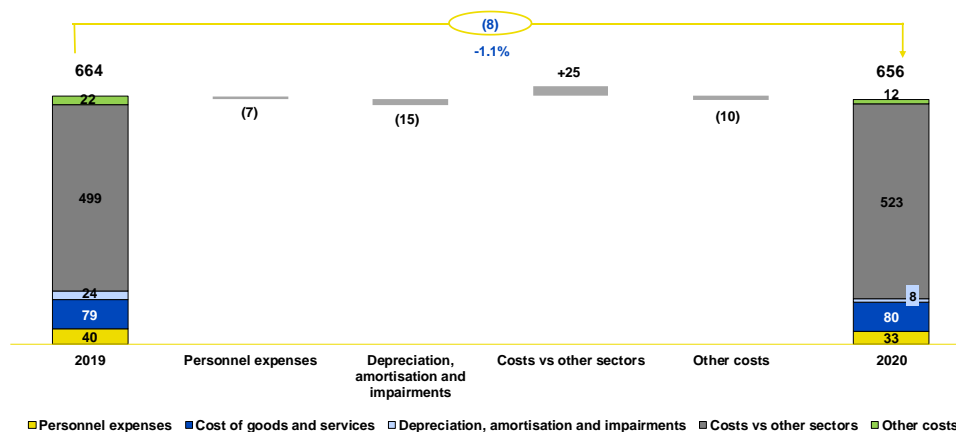 (8)
-1.1%
664
+25
656
22
(7)
(15)
(10)
12
499
523
24
8
79
80
40
33
2019
Personnel expenses
Depreciation,
amortisation and
impairments
Costs vs other sectors
Other costs
2020
Personnel expenses
Cost of goods and services
Depreciation, amortisation and impairments
Costs vs other sectors
Other costs